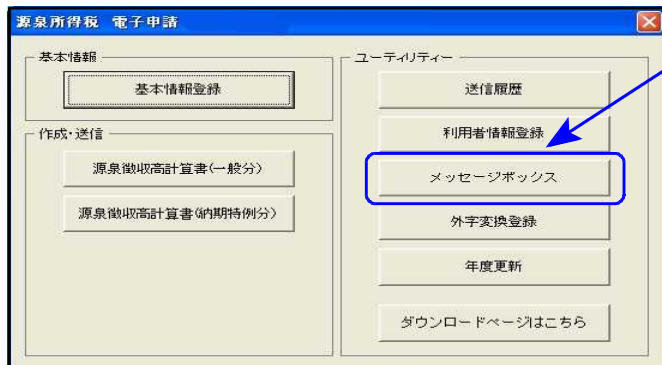 源泉所得税 電子申請
基本情報
基本情報登録
作成・送信
源泉徴収高計算書(一般分)
源泉徴収高計算書(納期特例分)
ユーティリティー
送信履歴
利用者情報登録
メッセージボックス
外字変換登録
年度更新
ダウンロードページはこちら